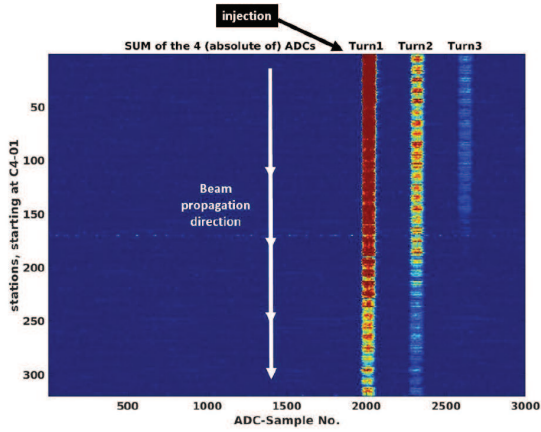 injection
SUM of the 4 (absolute of) ADCs Turn1 Turn2 Turn3
stations, starting at C4-01
50
100
150
200
250
300
Beam
propagation
direction
500 1000 1500 2000 2500 3000
ADC-Sample No.